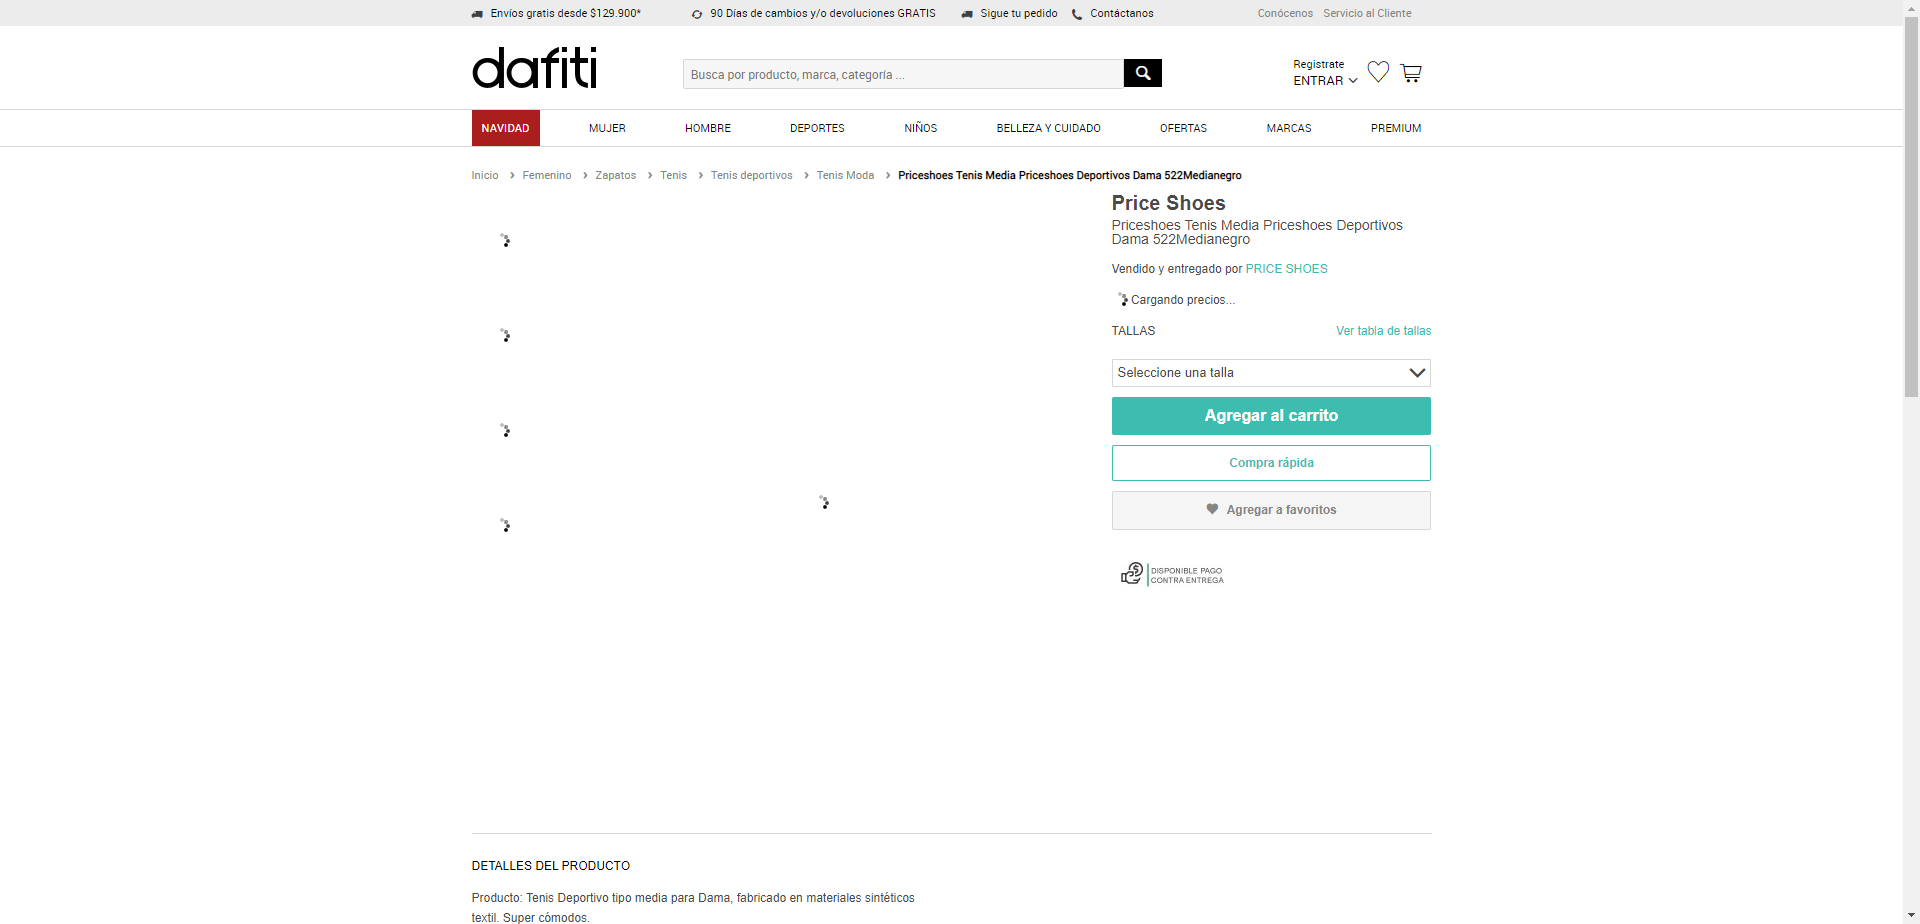 Envíos gratis desde $129.900*
90 Días de cambios y/o devoluciones GRATIS
Sigue tu pedido
Contáctanos
Conócenos
Servicio al Cliente
dafiti
Busca por producto, marca, categoría ...
Registrate
ENTRAR
NAVIDAD
MUJER
HOMBRE
DEPORTES
NIÑOS
BELLEZA Y CUIDADO
OFERTAS
MARCAS
PREMIUM
Inicio › Femenino › Zapatos › Tenis › Tenis deportivos › Tenis Moda › Priceshoes Tenis Media Priceshoes Deportivos Dama 522Medianegro
Price Shoes
Priceshoes Tenis Media Priceshoes Deportivos
Dama 522Medianegro
Vendido y entregado por PRICE SHOES
Cargando precios...
TALLAS
Ver tabla de tallas
Seleccione una talla
Agregar al carrito
Compra rápida
Agregar a favoritos
DISPONIBLE PAGO
CONTRA ENTREGA
DETALLES DEL PRODUCTO
Producto: Tenis Deportivo tipo media para Dama, fabricado en materiales sintéticos
textil. Super cómodos.